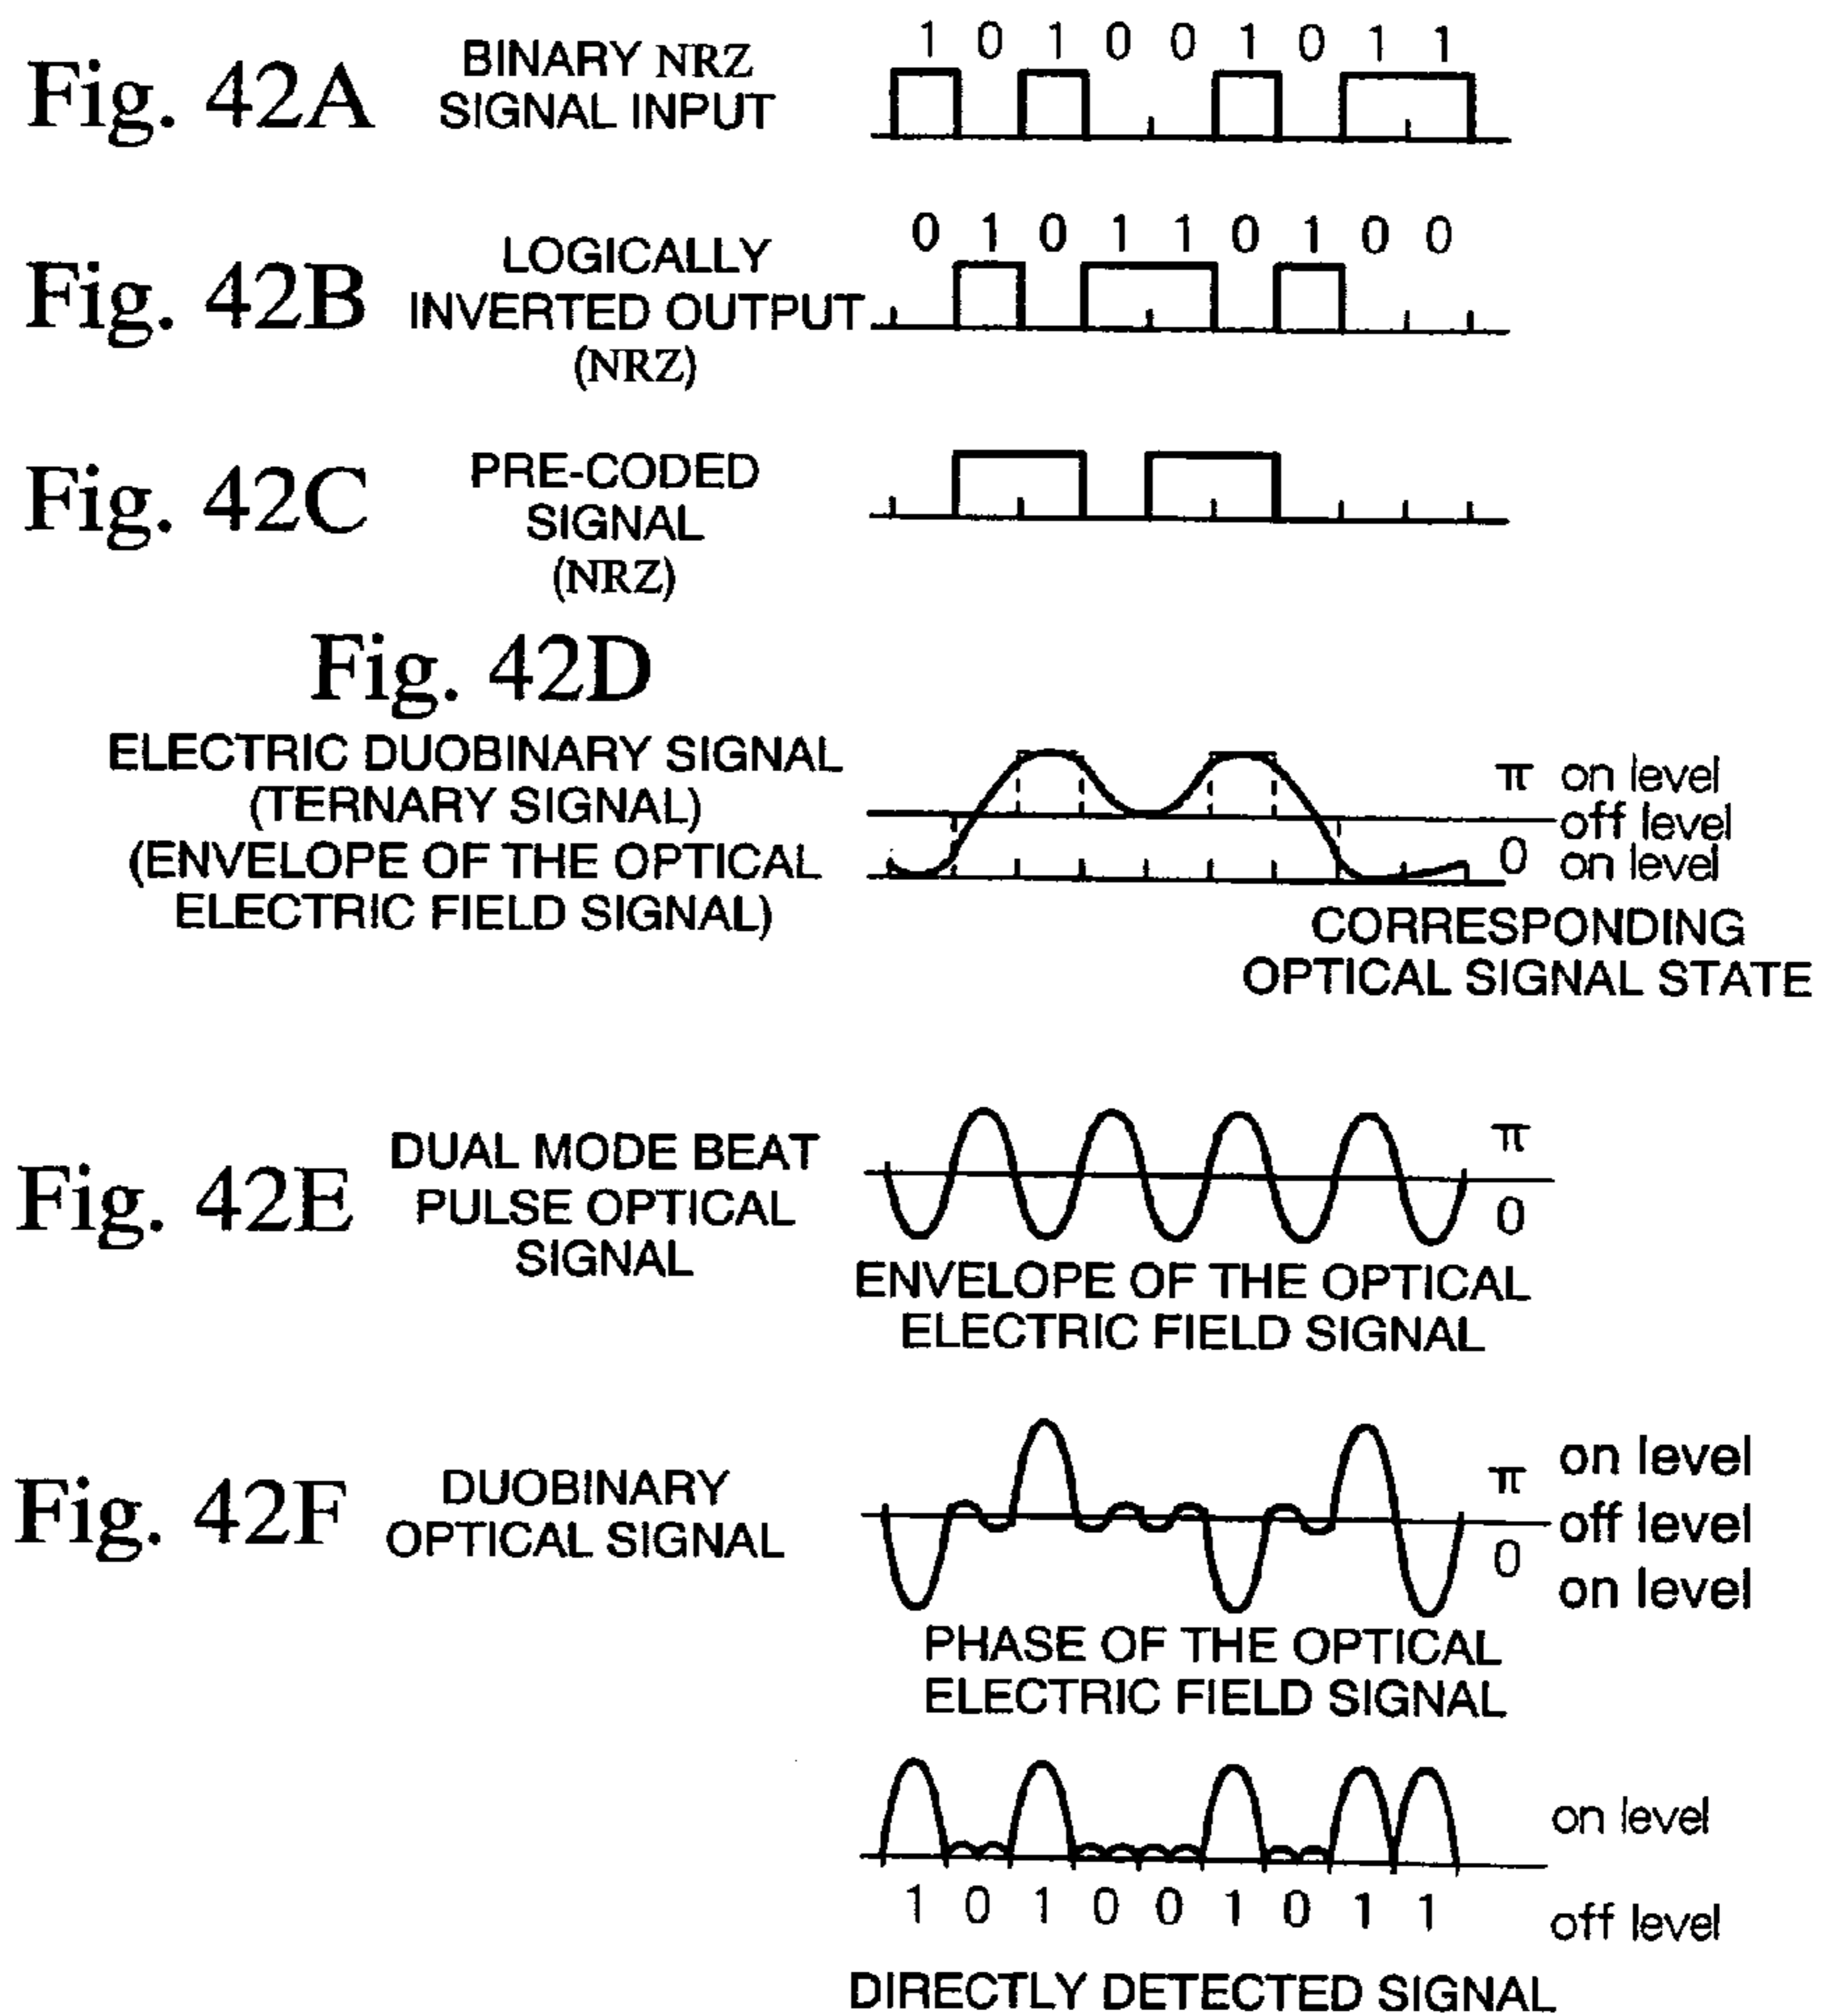 Fig. 42A
BINARY NRZ
SIGNAL INPUT
1 0 1 0 0 1 0 1 1
Fig. 42B
LOGICALLY
INVERTED OUTPUT
(NRZ)
0 1 0 1 1 0 1 0 0
Fig. 42C
PRE-CODED
SIGNAL
(NRZ)
Fig. 42D
ELECTRIC DUOBINARY SIGNAL
(TERNARY SIGNAL)
(ENVELOPE OF THE OPTICAL
ELECTRIC FIELD SIGNAL)
π on level
off level
0 on level
CORRESPONDING
OPTICAL SIGNAL STATE
Fig. 42E
DUAL MODE BEAT
PULSE OPTICAL
SIGNAL
π
0
ENVELOPE OF THE OPTICAL
ELECTRIC FIELD SIGNAL
Fig. 42F
DUOBINARY
OPTICAL SIGNAL
on level
π
off level
0
on level
PHASE OF THE OPTICAL
ELECTRIC FIELD SIGNAL
on level
1 0 1 0 0 1 0 1 1
off level
DIRECTLY DETECTED SIGNAL